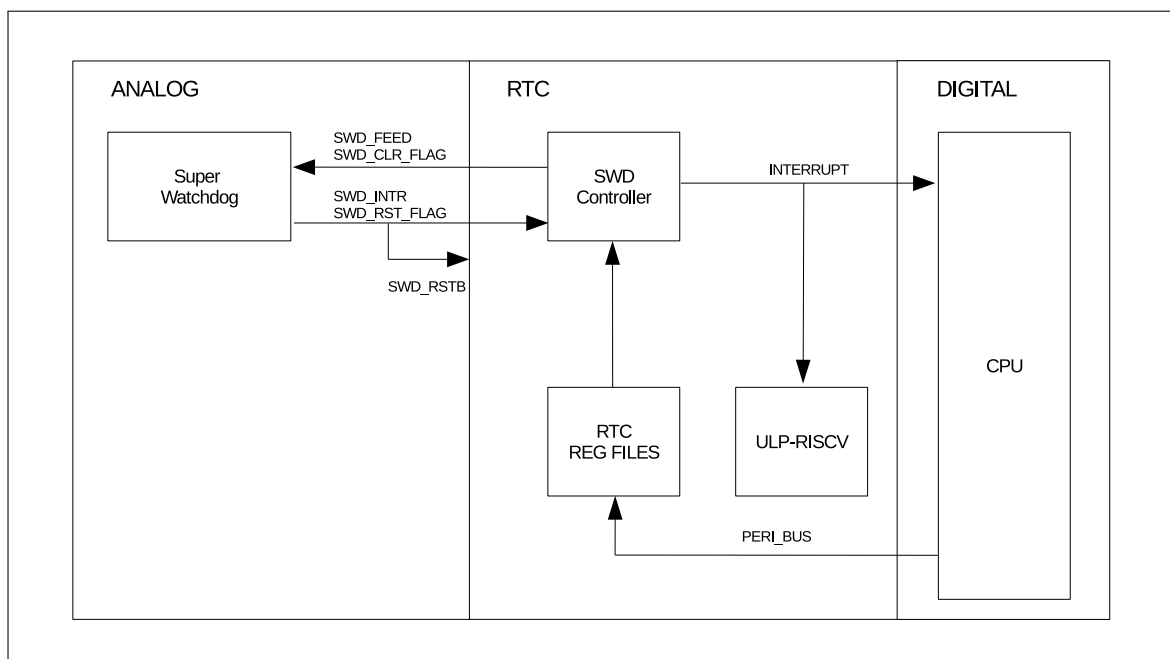 ANALOG
RTC
DIGITAL
SWD_FEED
SWD_CLR_FLAG
Super
Watchdog
SWD_INTR
SWD_RST_FLAG
SWD_RSTB
SWD
Controller
INTERRUPT
CPU
RTC
REG FILES
ULP-RISCV
PERI_BUS